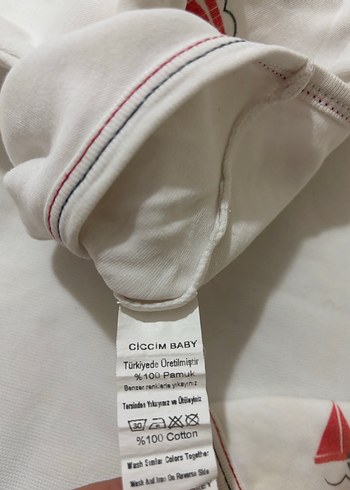 CİCCİM BABY
Türkiyede Üretilmiştir
%100 Pamuk
Benzer renklerle yıkayınız
Tersinden Yıkayınız ve Ütüleyiniz
30
%100 Cotton
Wash Similar Colors Together
Wash And Iron On Reverse Side